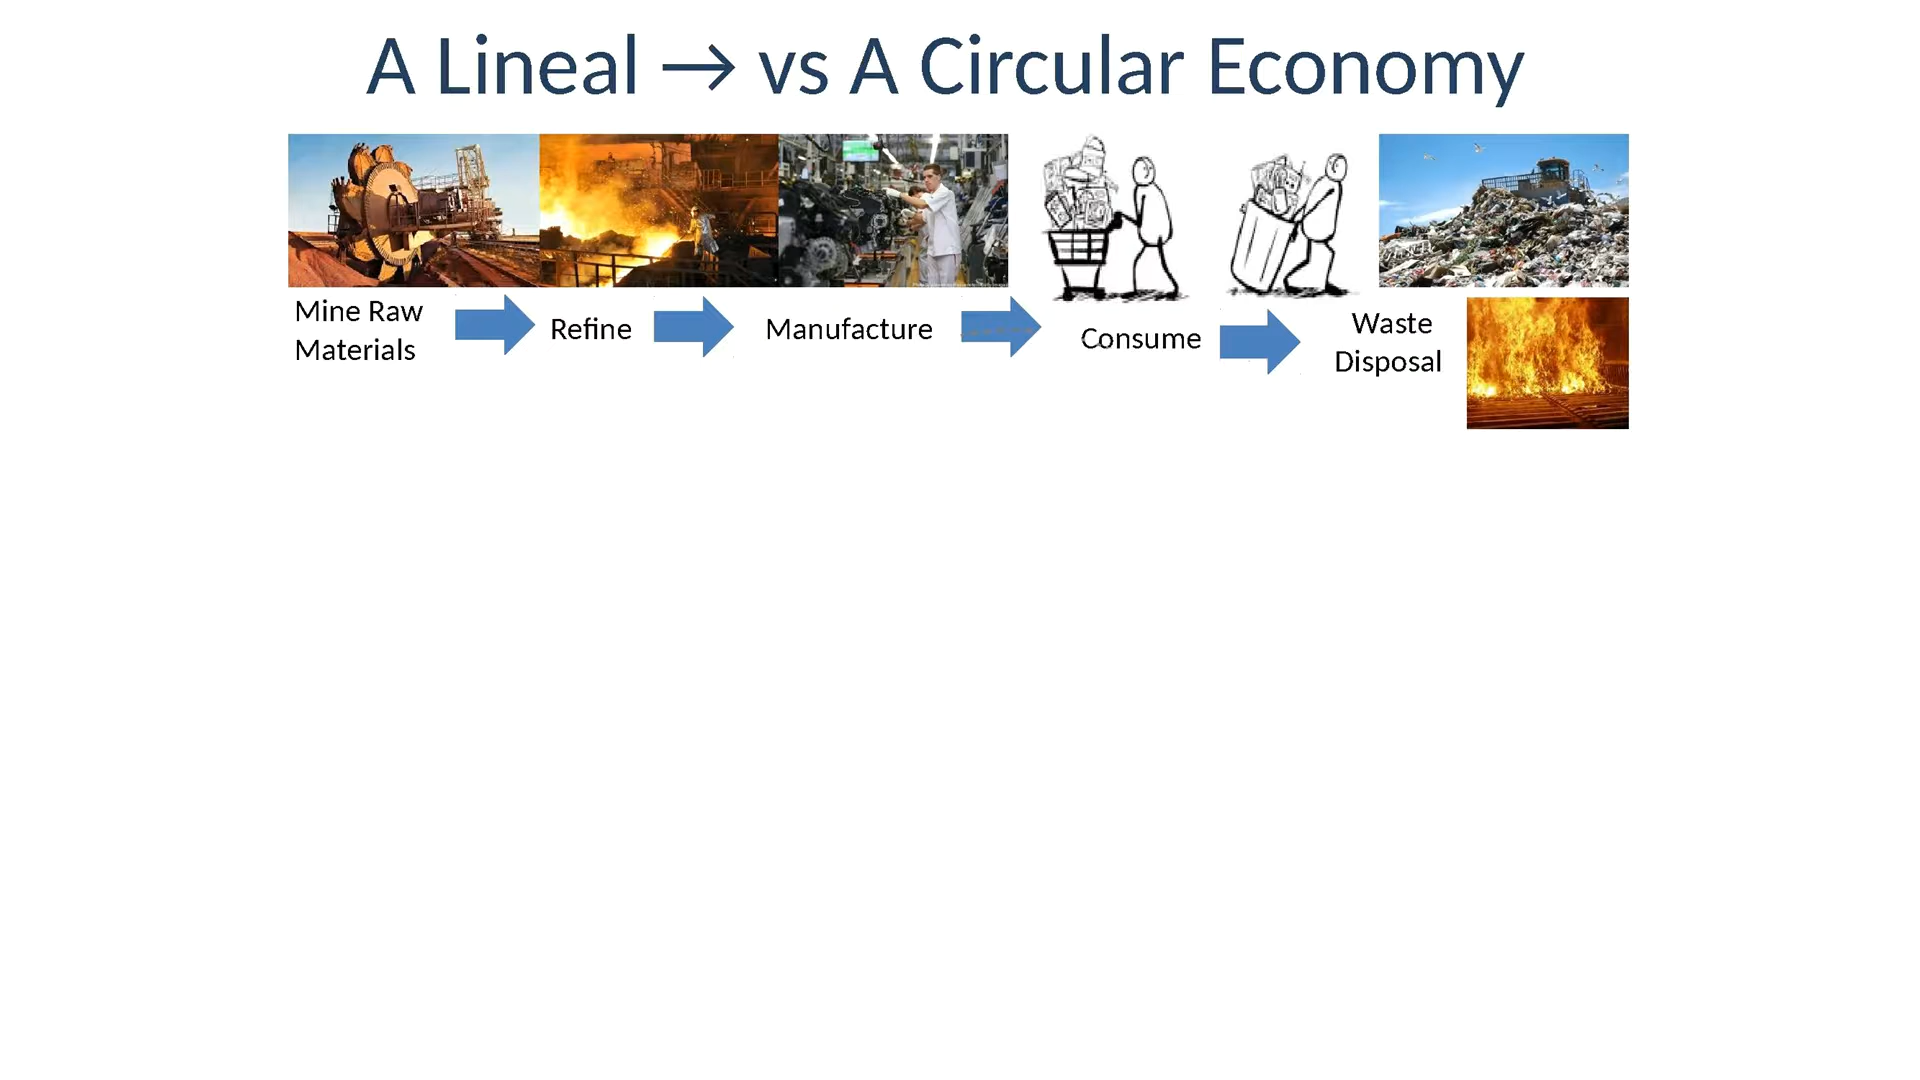 A Lineal → vs A Circular Economy
Mine Raw
Materials
Refine
Manufacture
Consume
Waste
Disposal